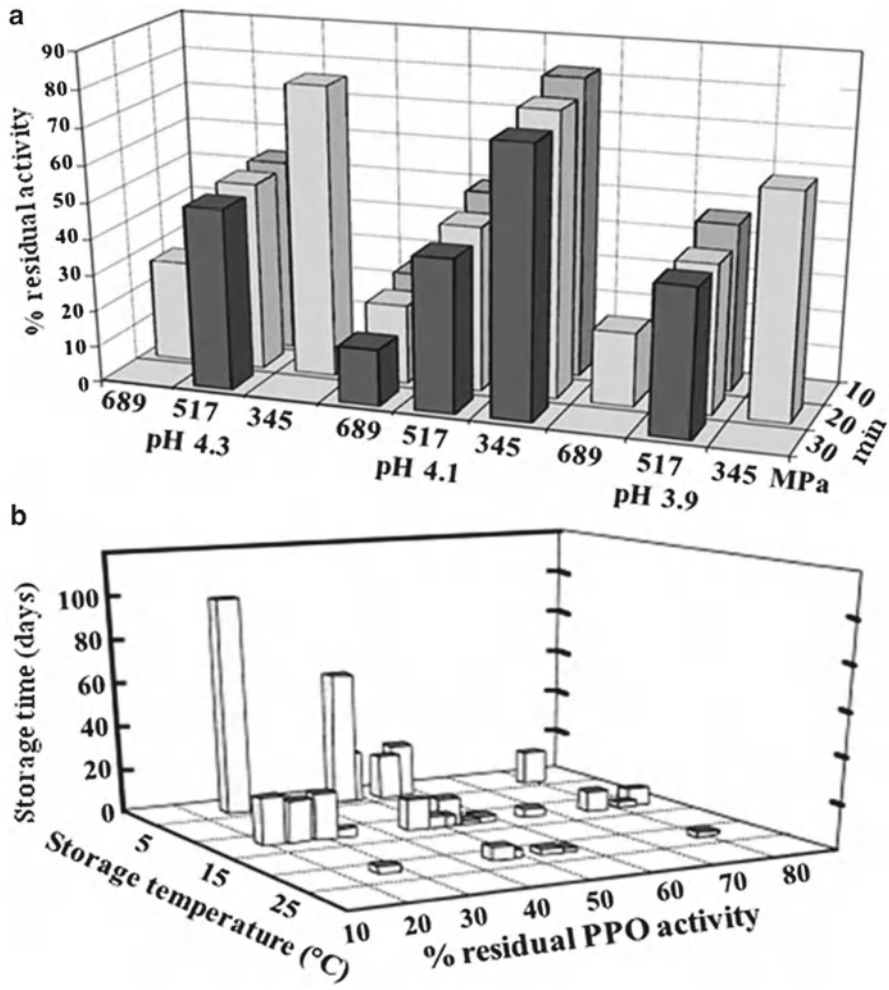 a
% residual activity
90
80
70
60
50
40
30
20
10
0
689 517 345 689 517 345 689 517 345 MPa
pH 4.3 pH 4.1 pH 3.9
10
20
30
min
b
Storage time (days)
100
80
60
40
20
0
5
15
25
Storage temperature (°C)
10 20 30 40 50 60 70 80
% residual PPO activity